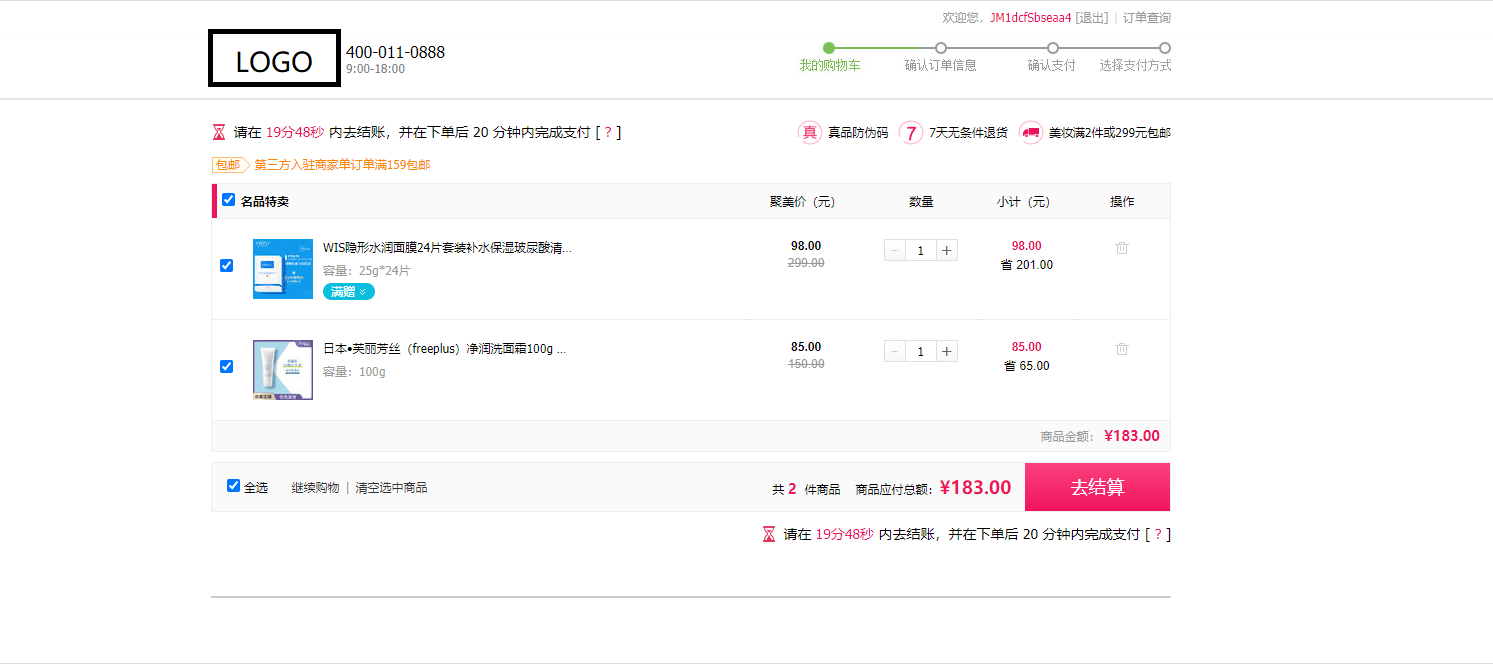 欢迎您，JM1dcfSbseaa4 [退出] | 订单查询
LOGO
400-011-0888
9:00-18:00
我的购物车 确认订单信息 确认支付 选择支付方式
请在 19分48秒 内去结账，并在下单后 20 分钟内完成支付 [ ? ]
真 真品防伪码 7 7天无条件退货 美妆满2件或299元包邮
包邮 第三方入驻商家单订单满159包邮
名品特卖 聚美价（元） 数量 小计（元） 操作
WIS隐形水润面膜24片套装补水保湿玻尿酸清...
容量：25g*24片
满赠
98.00
299.00
- 1 +
98.00
省 201.00
日本•芙丽芳丝（freeplus）净润洗面霜100g ...
容量：100g
85.00
150.00
- 1 +
85.00
省 65.00
商品金额： ¥183.00
全选 继续购物 | 清空选中商品 共 2 件商品 商品应付总额：¥183.00 去结算
请在 19分48秒 内去结账，并在下单后 20 分钟内完成支付 [ ? ]